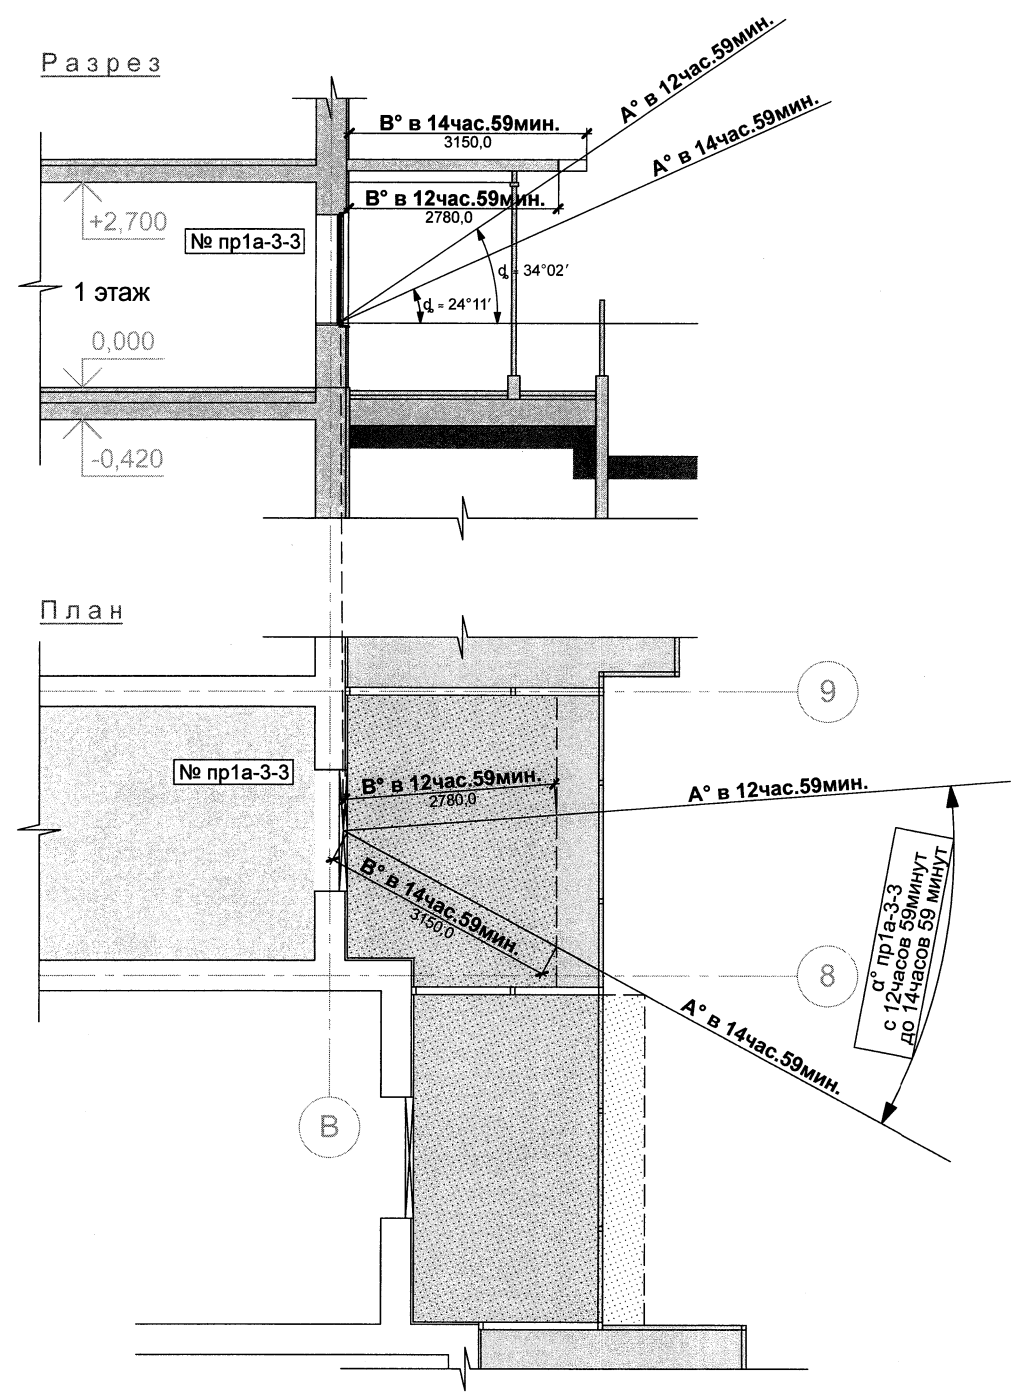 Разрез
A° в 12час.59мин.
A° в 14час.59мин.
B° в 14час.59мин.
3150,0
B° в 12час.59мин.
2780,0
+2,700
№ пр1а-3-3
= 34°02′
1 этаж
= 24°11′
0,000
-0,420
План
9
№ пр1а-3-3
B° в 12час.59мин.
2780,0
A° в 12час.59мин.
B° в 14час.59мин.
3150,0
α° пр1а-3-3
с 12часов 59минут
до 14часов 59 минут
8
A° в 14час.59мин.
В